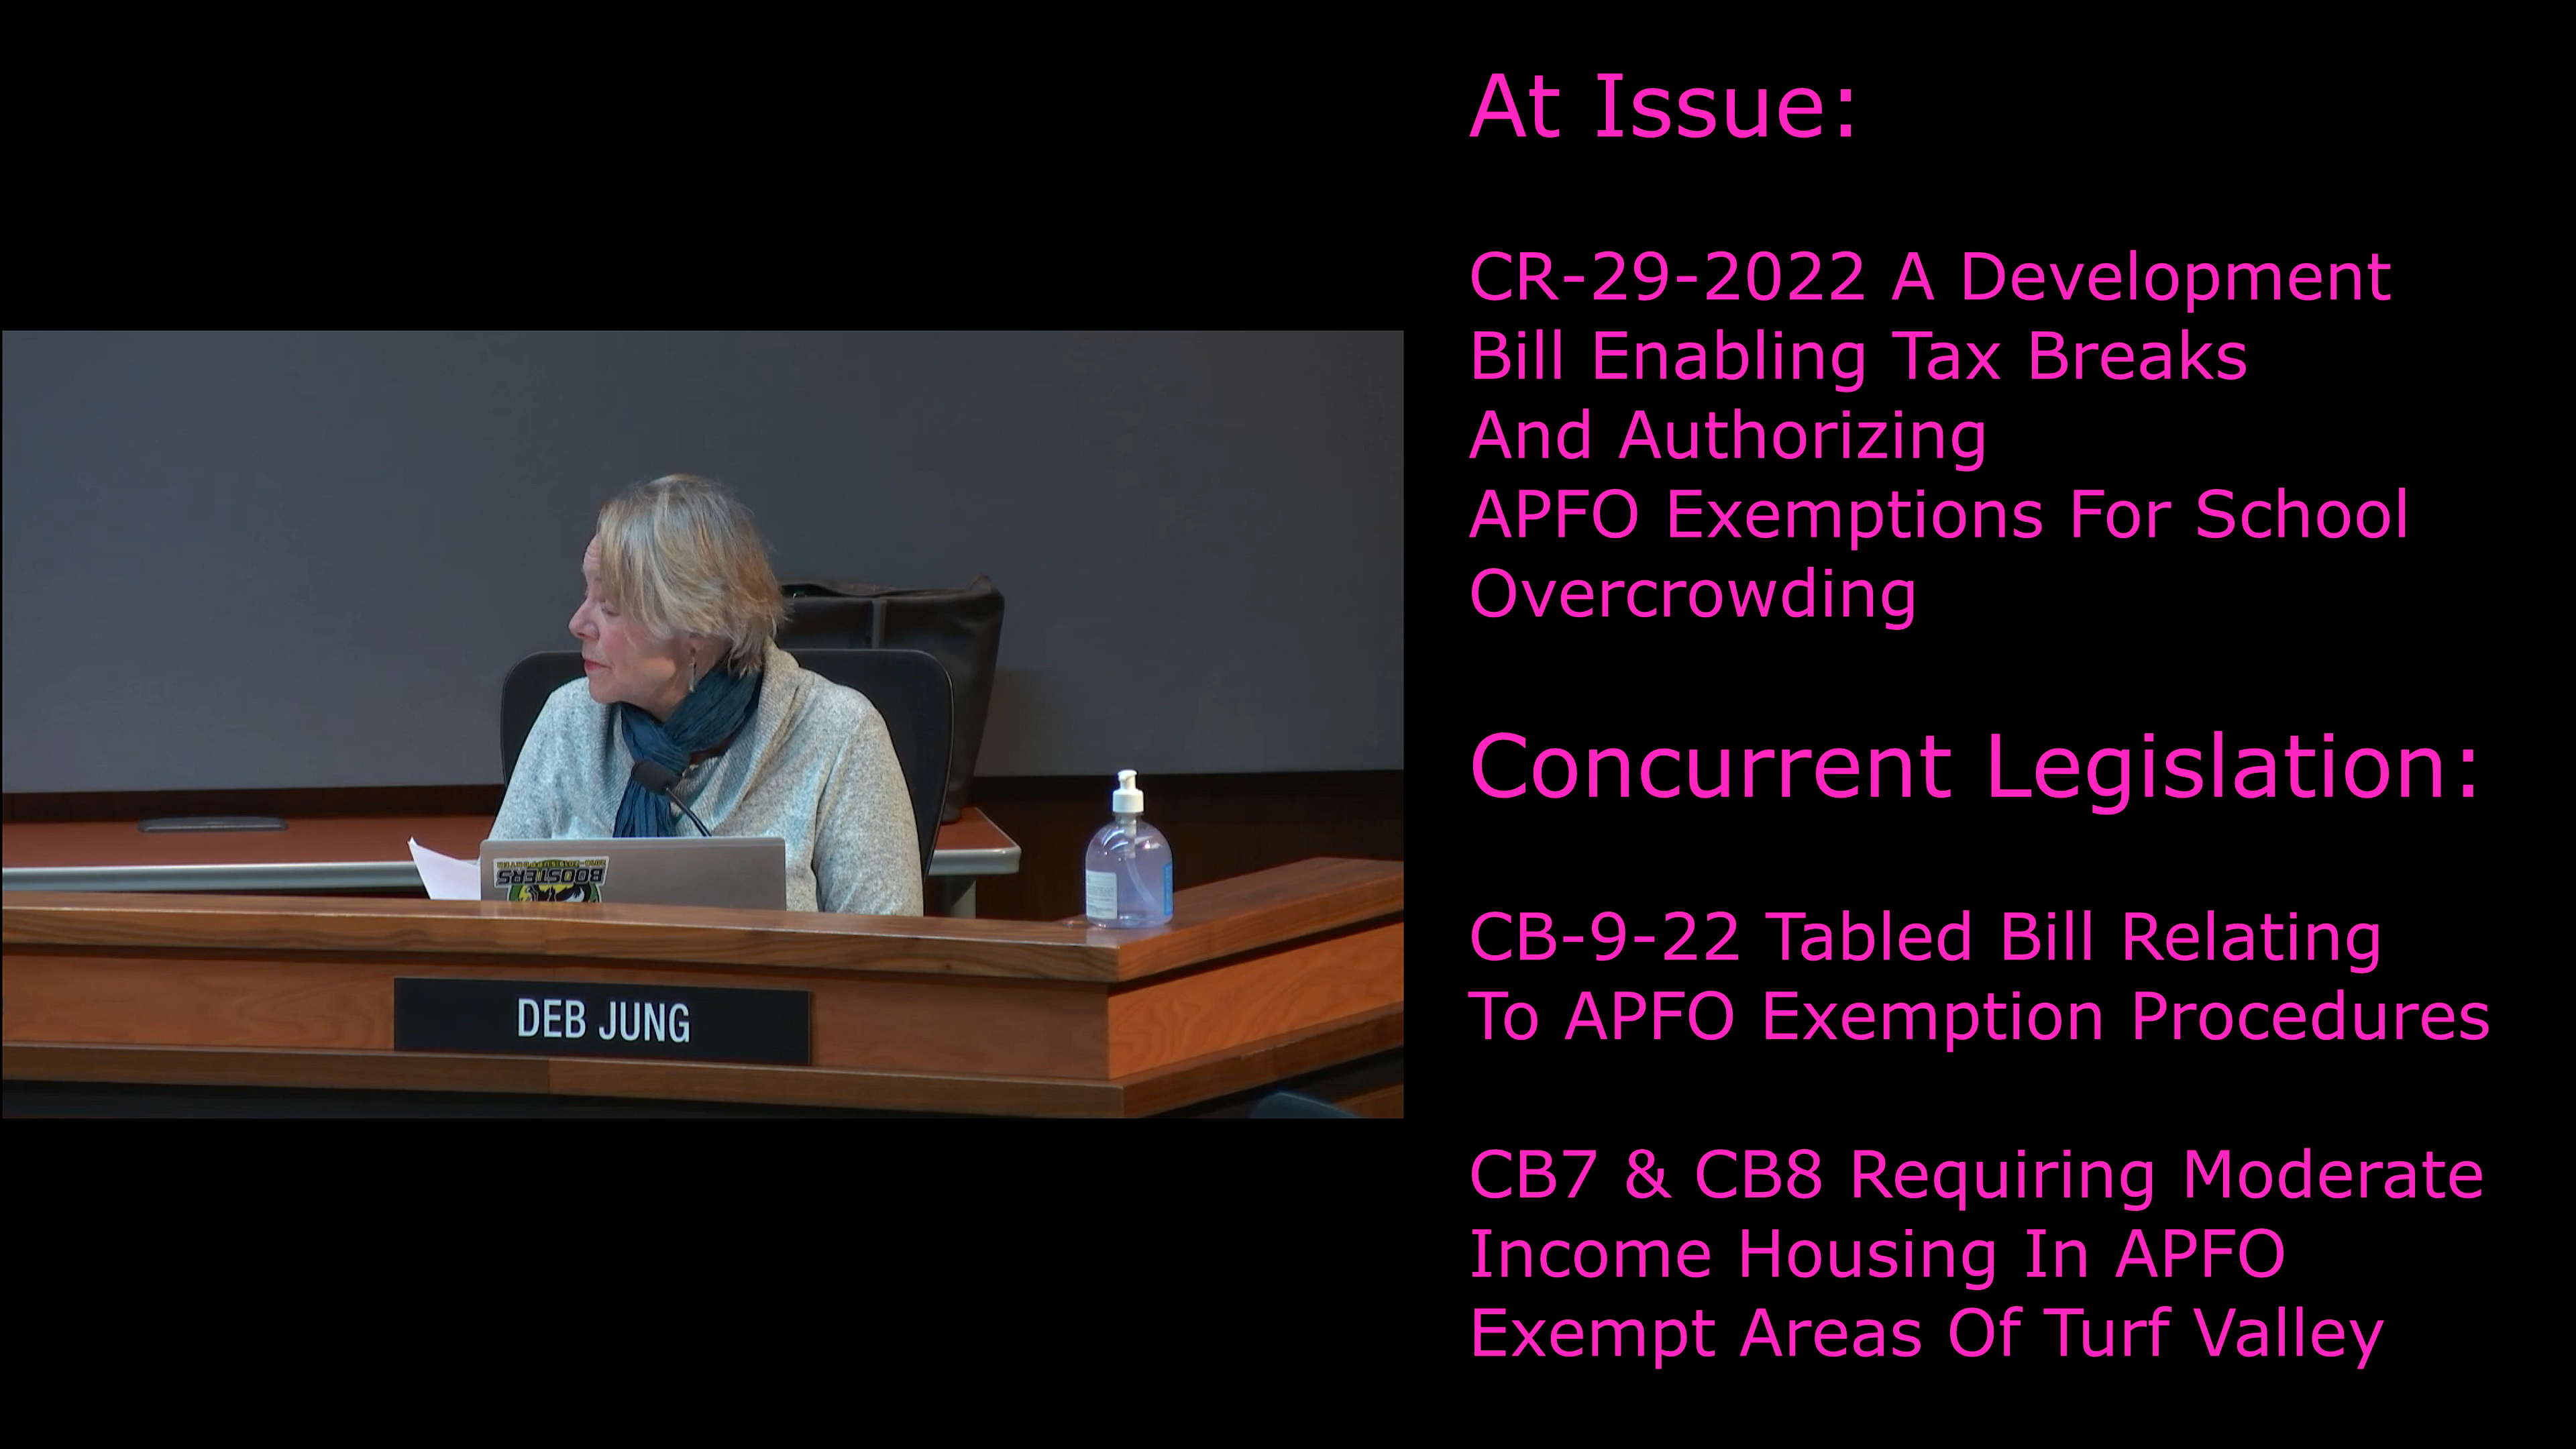 At Issue:
CR-29-2022 A Development
Bill Enabling Tax Breaks
And Authorizing
APFO Exemptions For School
Overcrowding
Concurrent Legislation:
CB-9-22 Tabled Bill Relating
To APFO Exemption Procedures
CB7 & CB8 Requiring Moderate
Income Housing In APFO
Exempt Areas Of Turf Valley
BOOSTERS
DEB JUNG